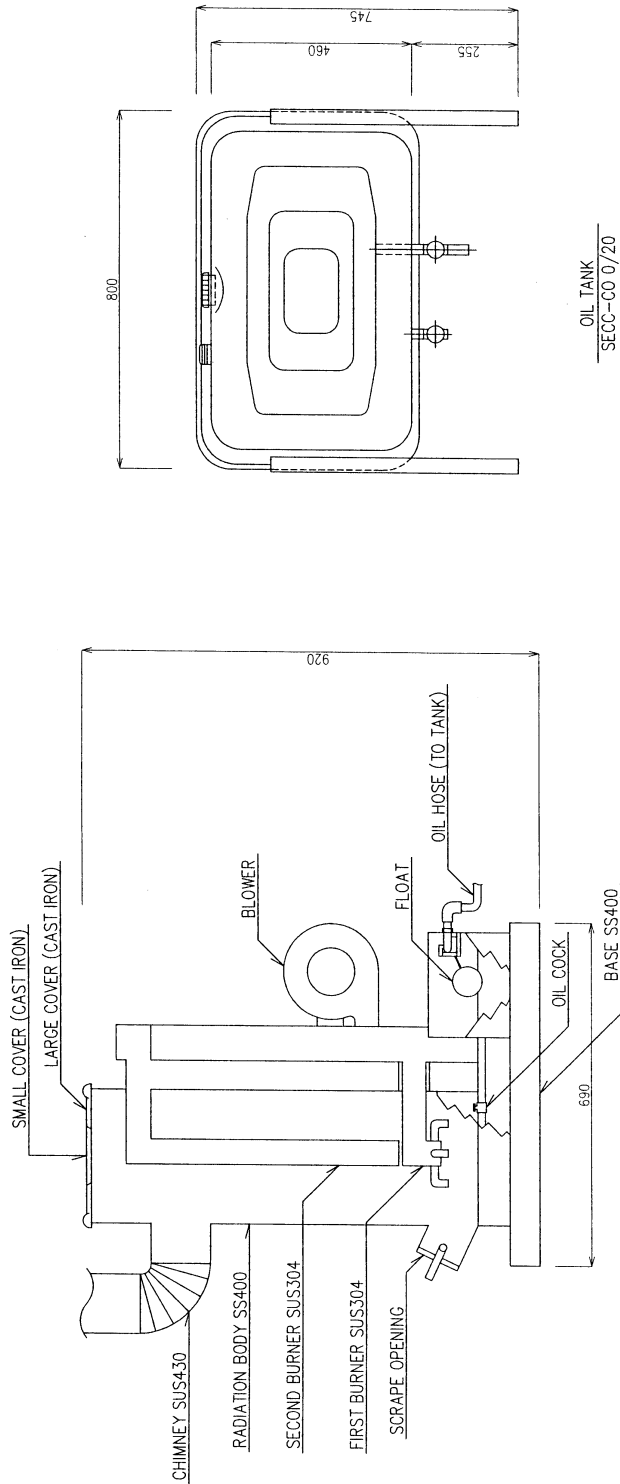 SMALL COVER (CAST IRON)
LARGE COVER (CAST IRON)
CHIMNEY SUS430
RADIATION BODY SS400
SECOND BURNER SUS304
FIRST BURNER SUS304
SCRAPE OPENING
BLOWER
920
OIL HOSE (TO TANK)
FLOAT
OIL COCK
BASE SS400
690
800
745
460
255
OIL TANK
SECC-CO 0/20